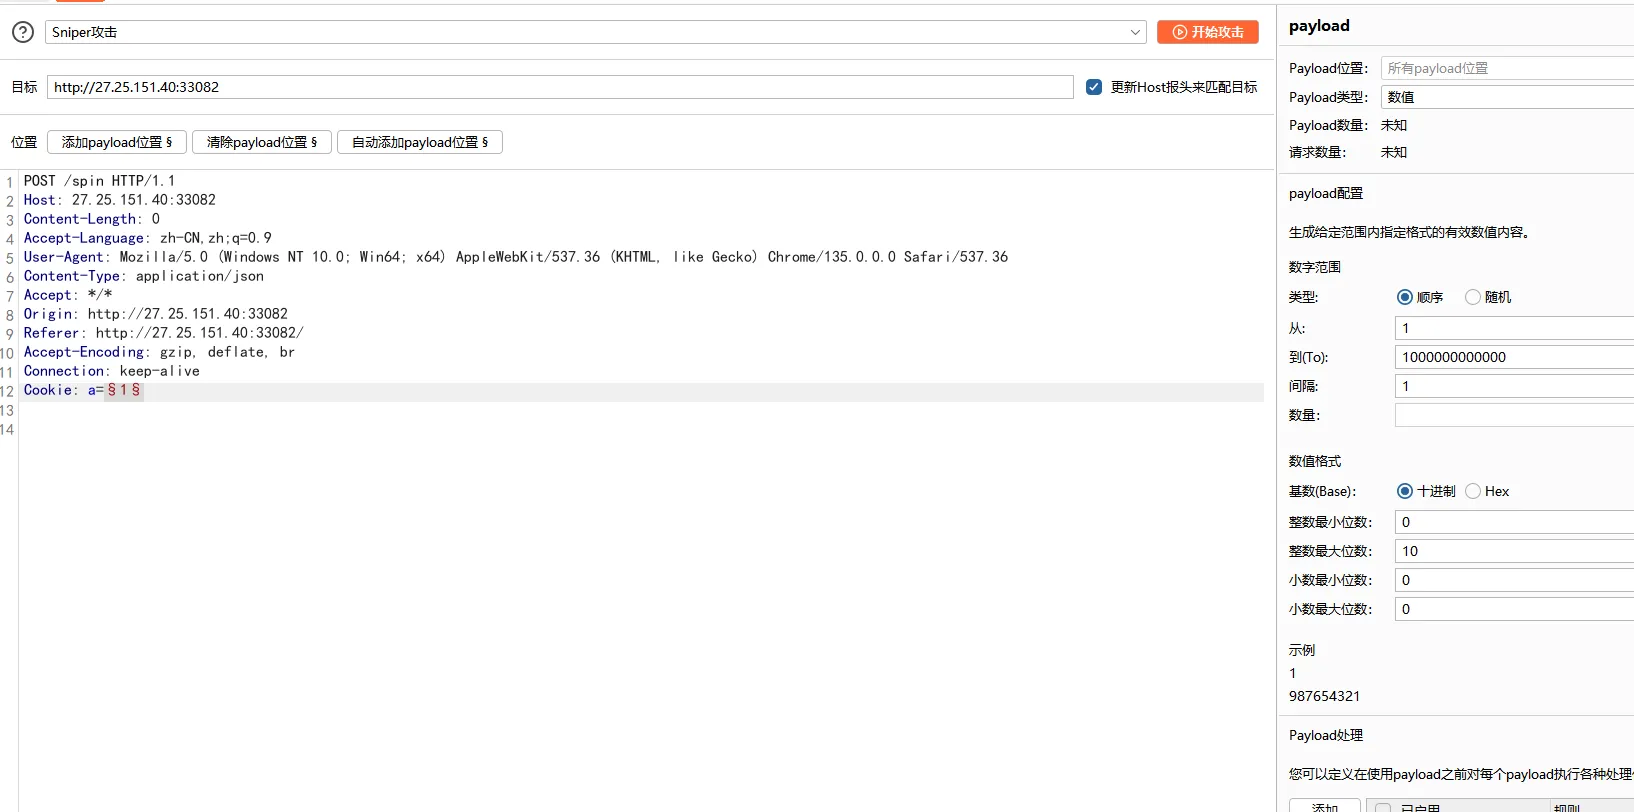 Sniper攻击
开始攻击
目标
http://27.25.151.40:33082
更新Host报头来匹配目标
位置
添加payload位置 §
清除payload位置 §
自动添加payload位置 §
1 POST /spin HTTP/1.1
2 Host: 27.25.151.40:33082
3 Content-Length: 0
4 Accept-Language: zh-CN,zh;q=0.9
5 User-Agent: Mozilla/5.0 (Windows NT 10.0; Win64; x64) AppleWebKit/537.36 (KHTML, like Gecko) Chrome/135.0.0.0 Safari/537.36
6 Content-Type: application/json
7 Accept: */*
8 Origin: http://27.25.151.40:33082
9 Referer: http://27.25.151.40:33082/
10 Accept-Encoding: gzip, deflate, br
11 Connection: keep-alive
12 Cookie: a=§1§
13
14
payload
Payload位置: 所有payload位置
Payload类型: 数值
Payload数量: 未知
请求数量: 未知
payload配置
生成给定范围内指定格式的有效数值内容。
数字范围
类型: 顺序 随机
从: 1
到(To): 1000000000000
间隔: 1
数量:
数值格式
基数(Base): 十进制 Hex
整数最小位数: 0
整数最大位数: 10
小数最小位数: 0
小数最大位数: 0
示例
1
987654321
Payload处理
您可以定义在使用payload之前对每个payload执行各种处理
添加 已启用 规则